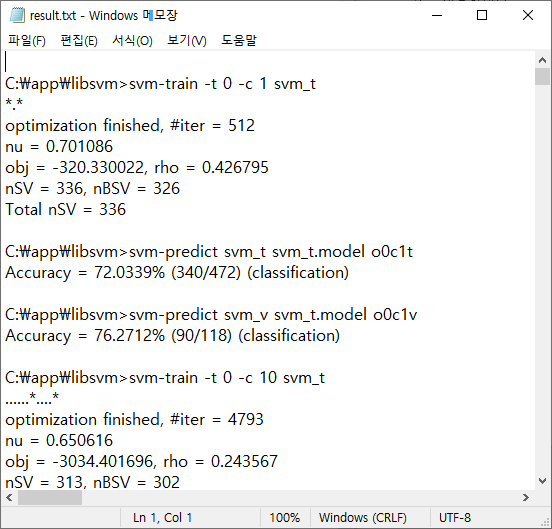 result.txt - Windows 메모장
파일(F) 편집(E) 서식(O) 보기(V) 도움말
C:\app\libsvm>svm-train -t 0 -c 1 svm_t
*.*
optimization finished, #iter = 512
nu = 0.701086
obj = -320.330022, rho = 0.426795
nSV = 336, nBSV = 326
Total nSV = 336
C:\app\libsvm>svm-predict svm_t svm_t.model o0c1t
Accuracy = 72.0339% (340/472) (classification)
C:\app\libsvm>svm-predict svm_v svm_t.model o0c1v
Accuracy = 76.2712% (90/118) (classification)
C:\app\libsvm>svm-train -t 0 -c 10 svm_t
......*....*
optimization finished, #iter = 4793
nu = 0.650616
obj = -3034.401696, rho = 0.243567
nSV = 313, nBSV = 302
Ln 1, Col 1 100% Windows (CRLF) UTF-8